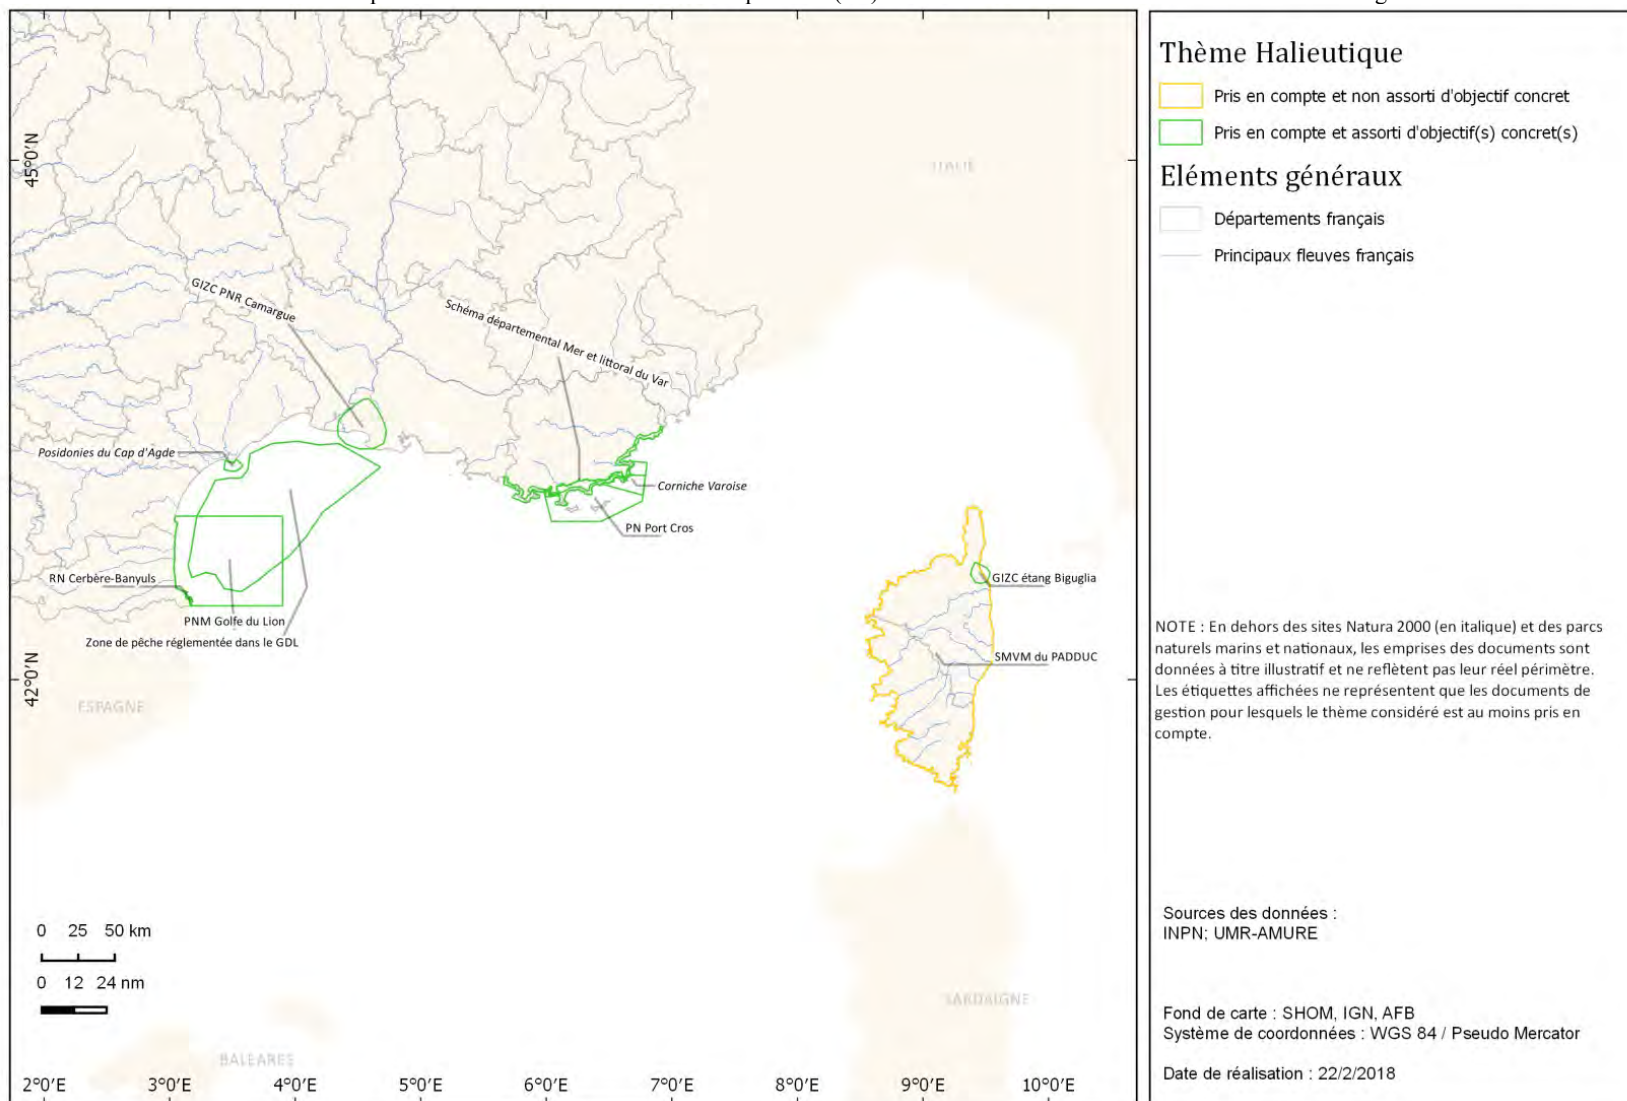 Thème Halieutique
Pris en compte et non assorti d'objectif concret
Pris en compte et assorti d'objectif(s) concret(s)
Eléments généraux
Départements français
Principaux fleuves français
NOTE : En dehors des sites Natura 2000 (en italique) et des parcs
naturels marins et nationaux, les emprises des documents sont
données à titre illustratif et ne reflètent pas leur réel périmètre.
Les étiquettes affichées ne représentent que les documents de
gestion pour lesquels le thème considéré est au moins pris en
compte.
Sources des données :
INPN; UMR-AMURE
Fond de carte : SHOM, IGN, AFB
Système de coordonnées : WGS 84 / Pseudo Mercator
Date de réalisation : 22/2/2018
45°0'N
42°0'N
ITALIE
GIZC PNR Camargue
Schéma départemental Mer et littoral du Var
Posidonies du Cap d'Agde
Corniche Varoise
PN Port Cros
RN Cerbère-Banyuls
GIZC étang Biguglia
PNM Golfe du Lion
Zone de pêche réglementée dans le GDL
SMVM du PADDUC
ESPAGNE
SARDAIGNE
BALEARES
0 25 50 km
0 12 24 nm
2°0'E 3°0'E 4°0'E 5°0'E 6°0'E 7°0'E 8°0'E 9°0'E 10°0'E